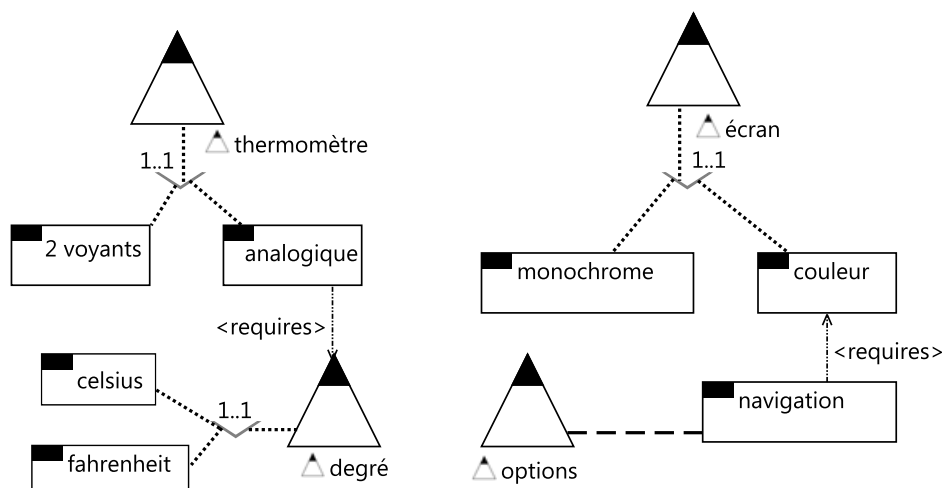 thermomètre
1..1
2 voyants
analogique
<requires>
celsius
1..1
fahrenheit
degré
écran
1..1
monochrome
couleur
<requires>
navigation
options